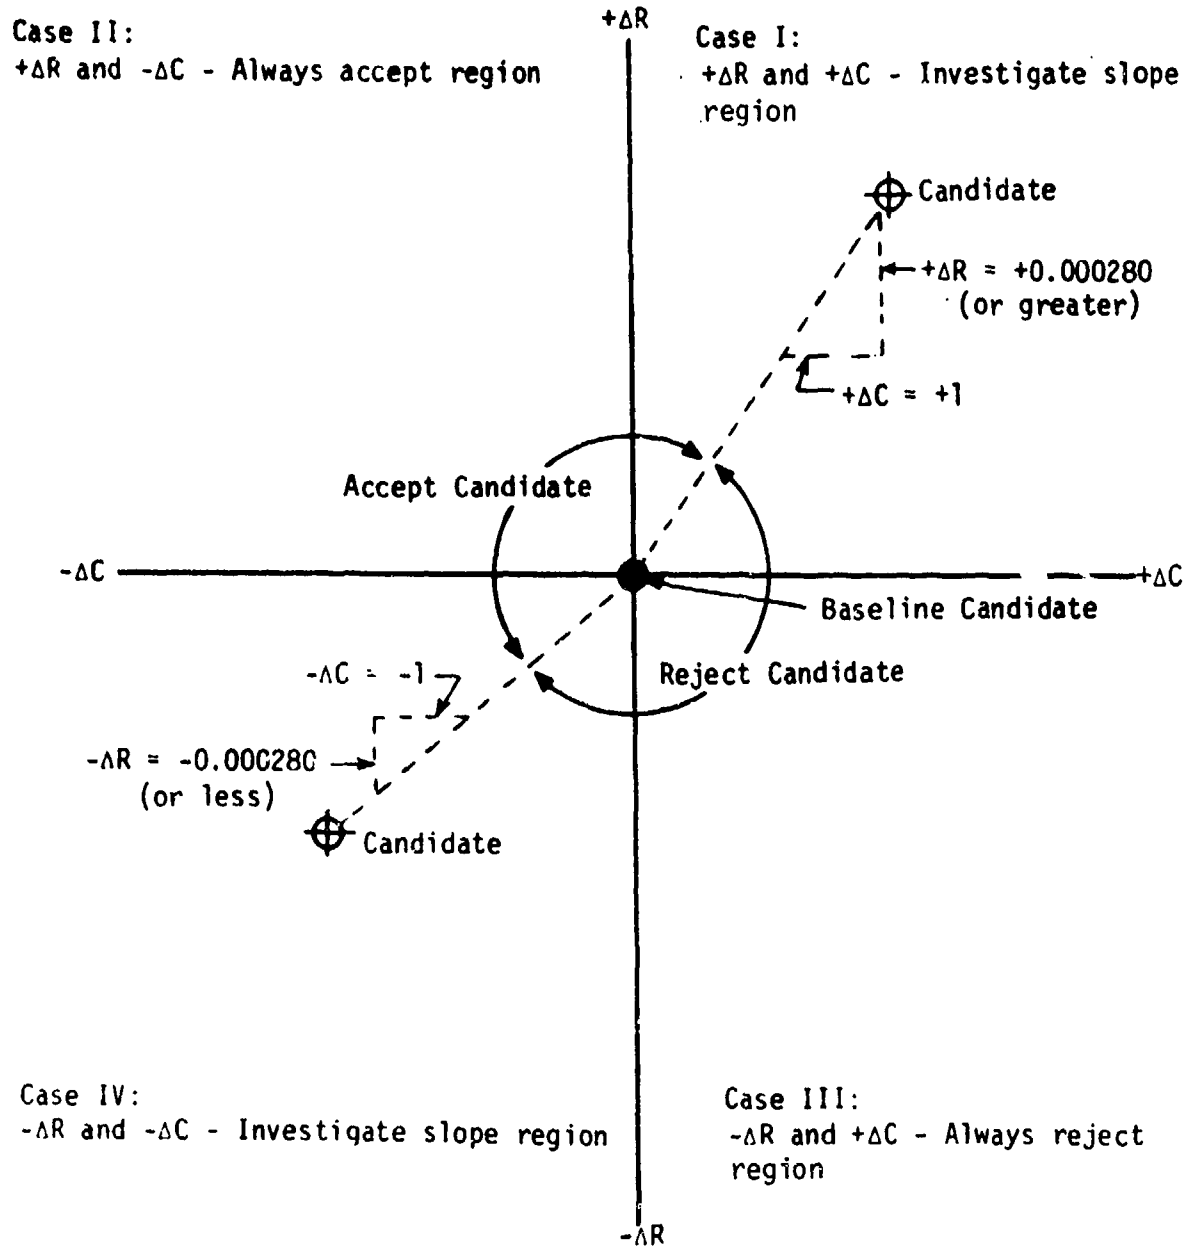 Case II:
+ΔR and -ΔC - Always accept region
+ΔR
Case I:
+ΔR and +ΔC - Investigate slope
region
Candidate
+ΔR = +0.000280
(or greater)
+ΔC = +1
Accept Candidate
-ΔC
+ΔC
Baseline Candidate
Reject Candidate
-ΔC = -1
-ΔR = -0.000280
(or less)
Candidate
Case IV:
-ΔR and -ΔC - Investigate slope region
Case III:
-ΔR and +ΔC - Always reject
region
-ΔR